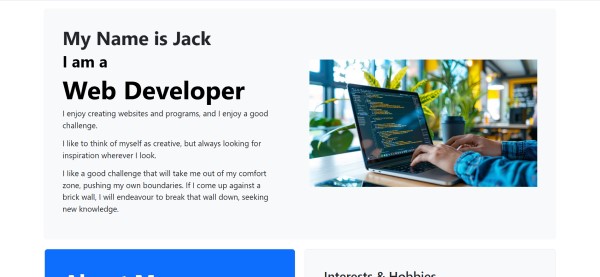 My Name is Jack
I am a
Web Developer
I enjoy creating websites and programs, and I enjoy a good
challenge.
I like to think of myself as creative, but always looking for
inspiration wherever I look.
I like a good challenge that will take me out of my comfort
zone, pushing my own boundaries. If I come up against a
brick wall, I will endeavour to break that wall down, seeking
new knowledge.
Interests & Hobbies